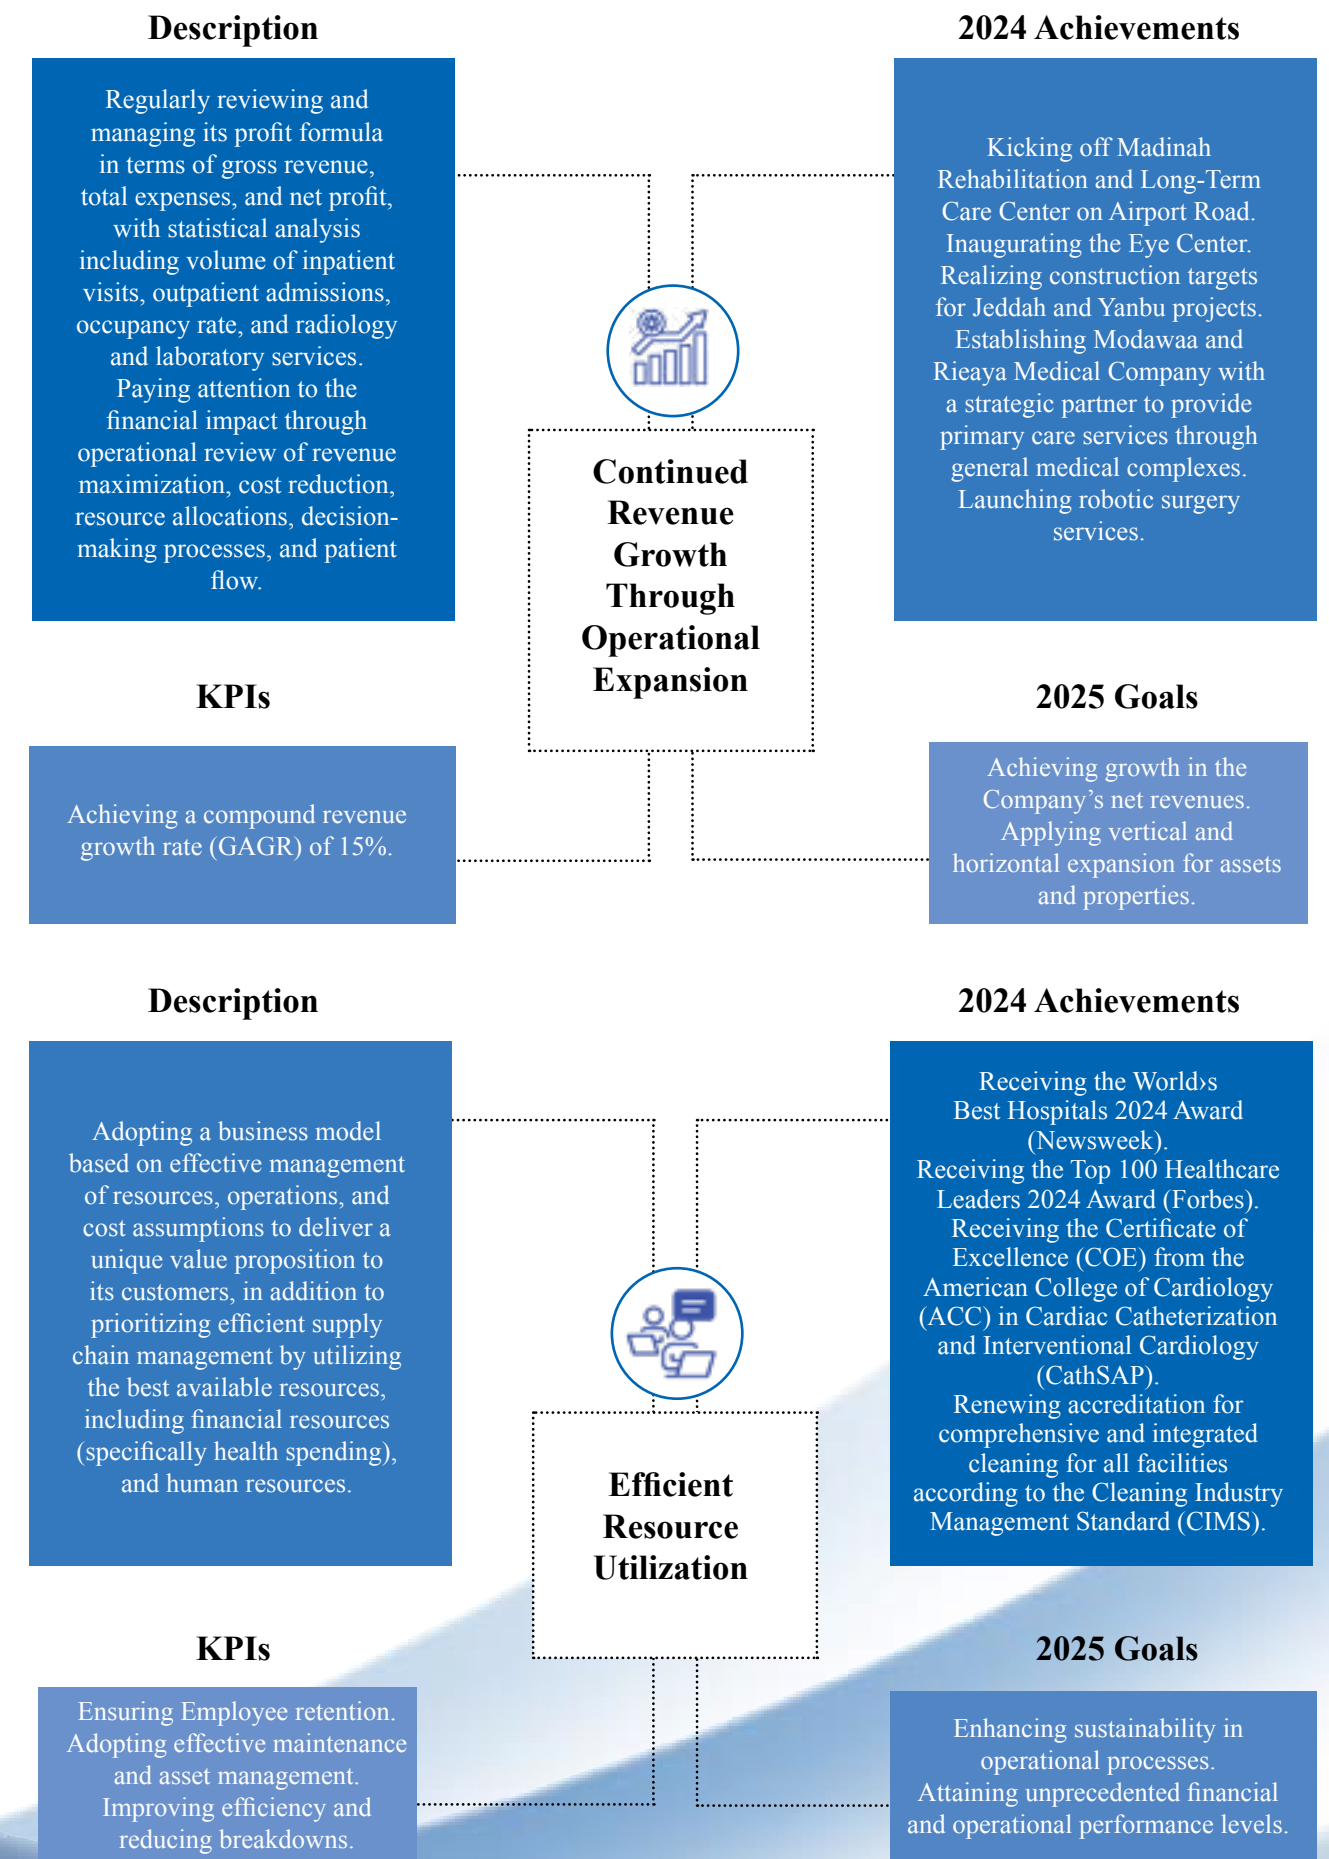 Description
Regularly reviewing and
managing its profit formula
in terms of gross revenue,
total expenses, and net profit,
with statistical analysis
including volume of inpatient
visits, outpatient admissions,
occupancy rate, and radiology
and laboratory services.
Paying attention to the
financial impact through
operational review of revenue
maximization, cost reduction,
resource allocations, decision-
making processes, and patient
flow.
2024 Achievements
Kicking off Madinah
Rehabilitation and Long-Term
Care Center on Airport Road.
Inaugurating the Eye Center.
Realizing construction targets
for Jeddah and Yanbu projects.
Establishing Modawaa and
Rieaya Medical Company with
a strategic partner to provide
primary care services through
general medical complexes.
Launching robotic surgery
services.
Continued
Revenue
Growth
Through
Operational
Expansion
KPIs
Achieving a compound revenue
growth rate (GAGR) of 15%.
2025 Goals
Achieving growth in the
Company’s net revenues.
Applying vertical and
horizontal expansion for assets
and properties.
Description
Adopting a business model
based on effective management
of resources, operations, and
cost assumptions to deliver a
unique value proposition to
its customers, in addition to
prioritizing efficient supply
chain management by utilizing
the best available resources,
including financial resources
(specifically health spending),
and human resources.
2024 Achievements
Receiving the World›s
Best Hospitals 2024 Award
(Newsweek).
Receiving the Top 100 Healthcare
Leaders 2024 Award (Forbes).
Receiving the Certificate of
Excellence (COE) from the
American College of Cardiology
(ACC) in Cardiac Catheterization
and Interventional Cardiology
(CathSAP).
Renewing accreditation for
comprehensive and integrated
cleaning for all facilities
according to the Cleaning Industry
Management Standard (CIMS).
Efficient
Resource
Utilization
KPIs
Ensuring Employee retention.
Adopting effective maintenance
and asset management.
Improving efficiency and
reducing breakdowns.
2025 Goals
Enhancing sustainability in
operational processes.
Attaining unprecedented financial
and operational performance levels.